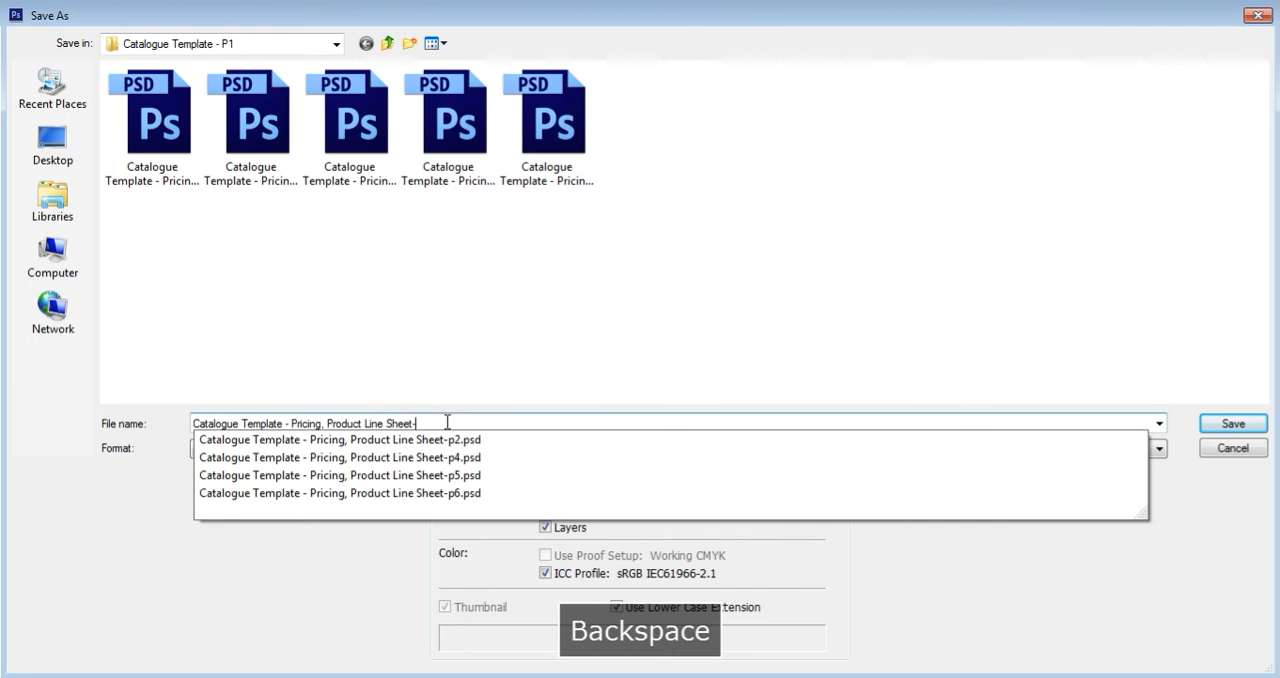 Ps Save As
Save in: Catalogue Template - P1
Recent Places
Desktop
Libraries
Computer
Network
PSD PSD PSD PSD PSD
Ps Ps Ps Ps Ps
Catalogue Catalogue Catalogue Catalogue Catalogue
Template - Pricin... Template - Pricin... Template - Pricin... Template - Pricin... Template - Pricin...
File name: Catalogue Template - Pricing, Product Line Sheet- Save
Catalogue Template - Pricing, Product Line Sheet-p2.psd
Format: Cancel
Catalogue Template - Pricing, Product Line Sheet-p4.psd
Catalogue Template - Pricing, Product Line Sheet-p5.psd
Catalogue Template - Pricing, Product Line Sheet-p6.psd
Layers
Color: Use Proof Setup: Working CMYK
ICC Profile: sRGB IEC61966-2.1
Thumbnail Use Lower Case Extension
Backspace